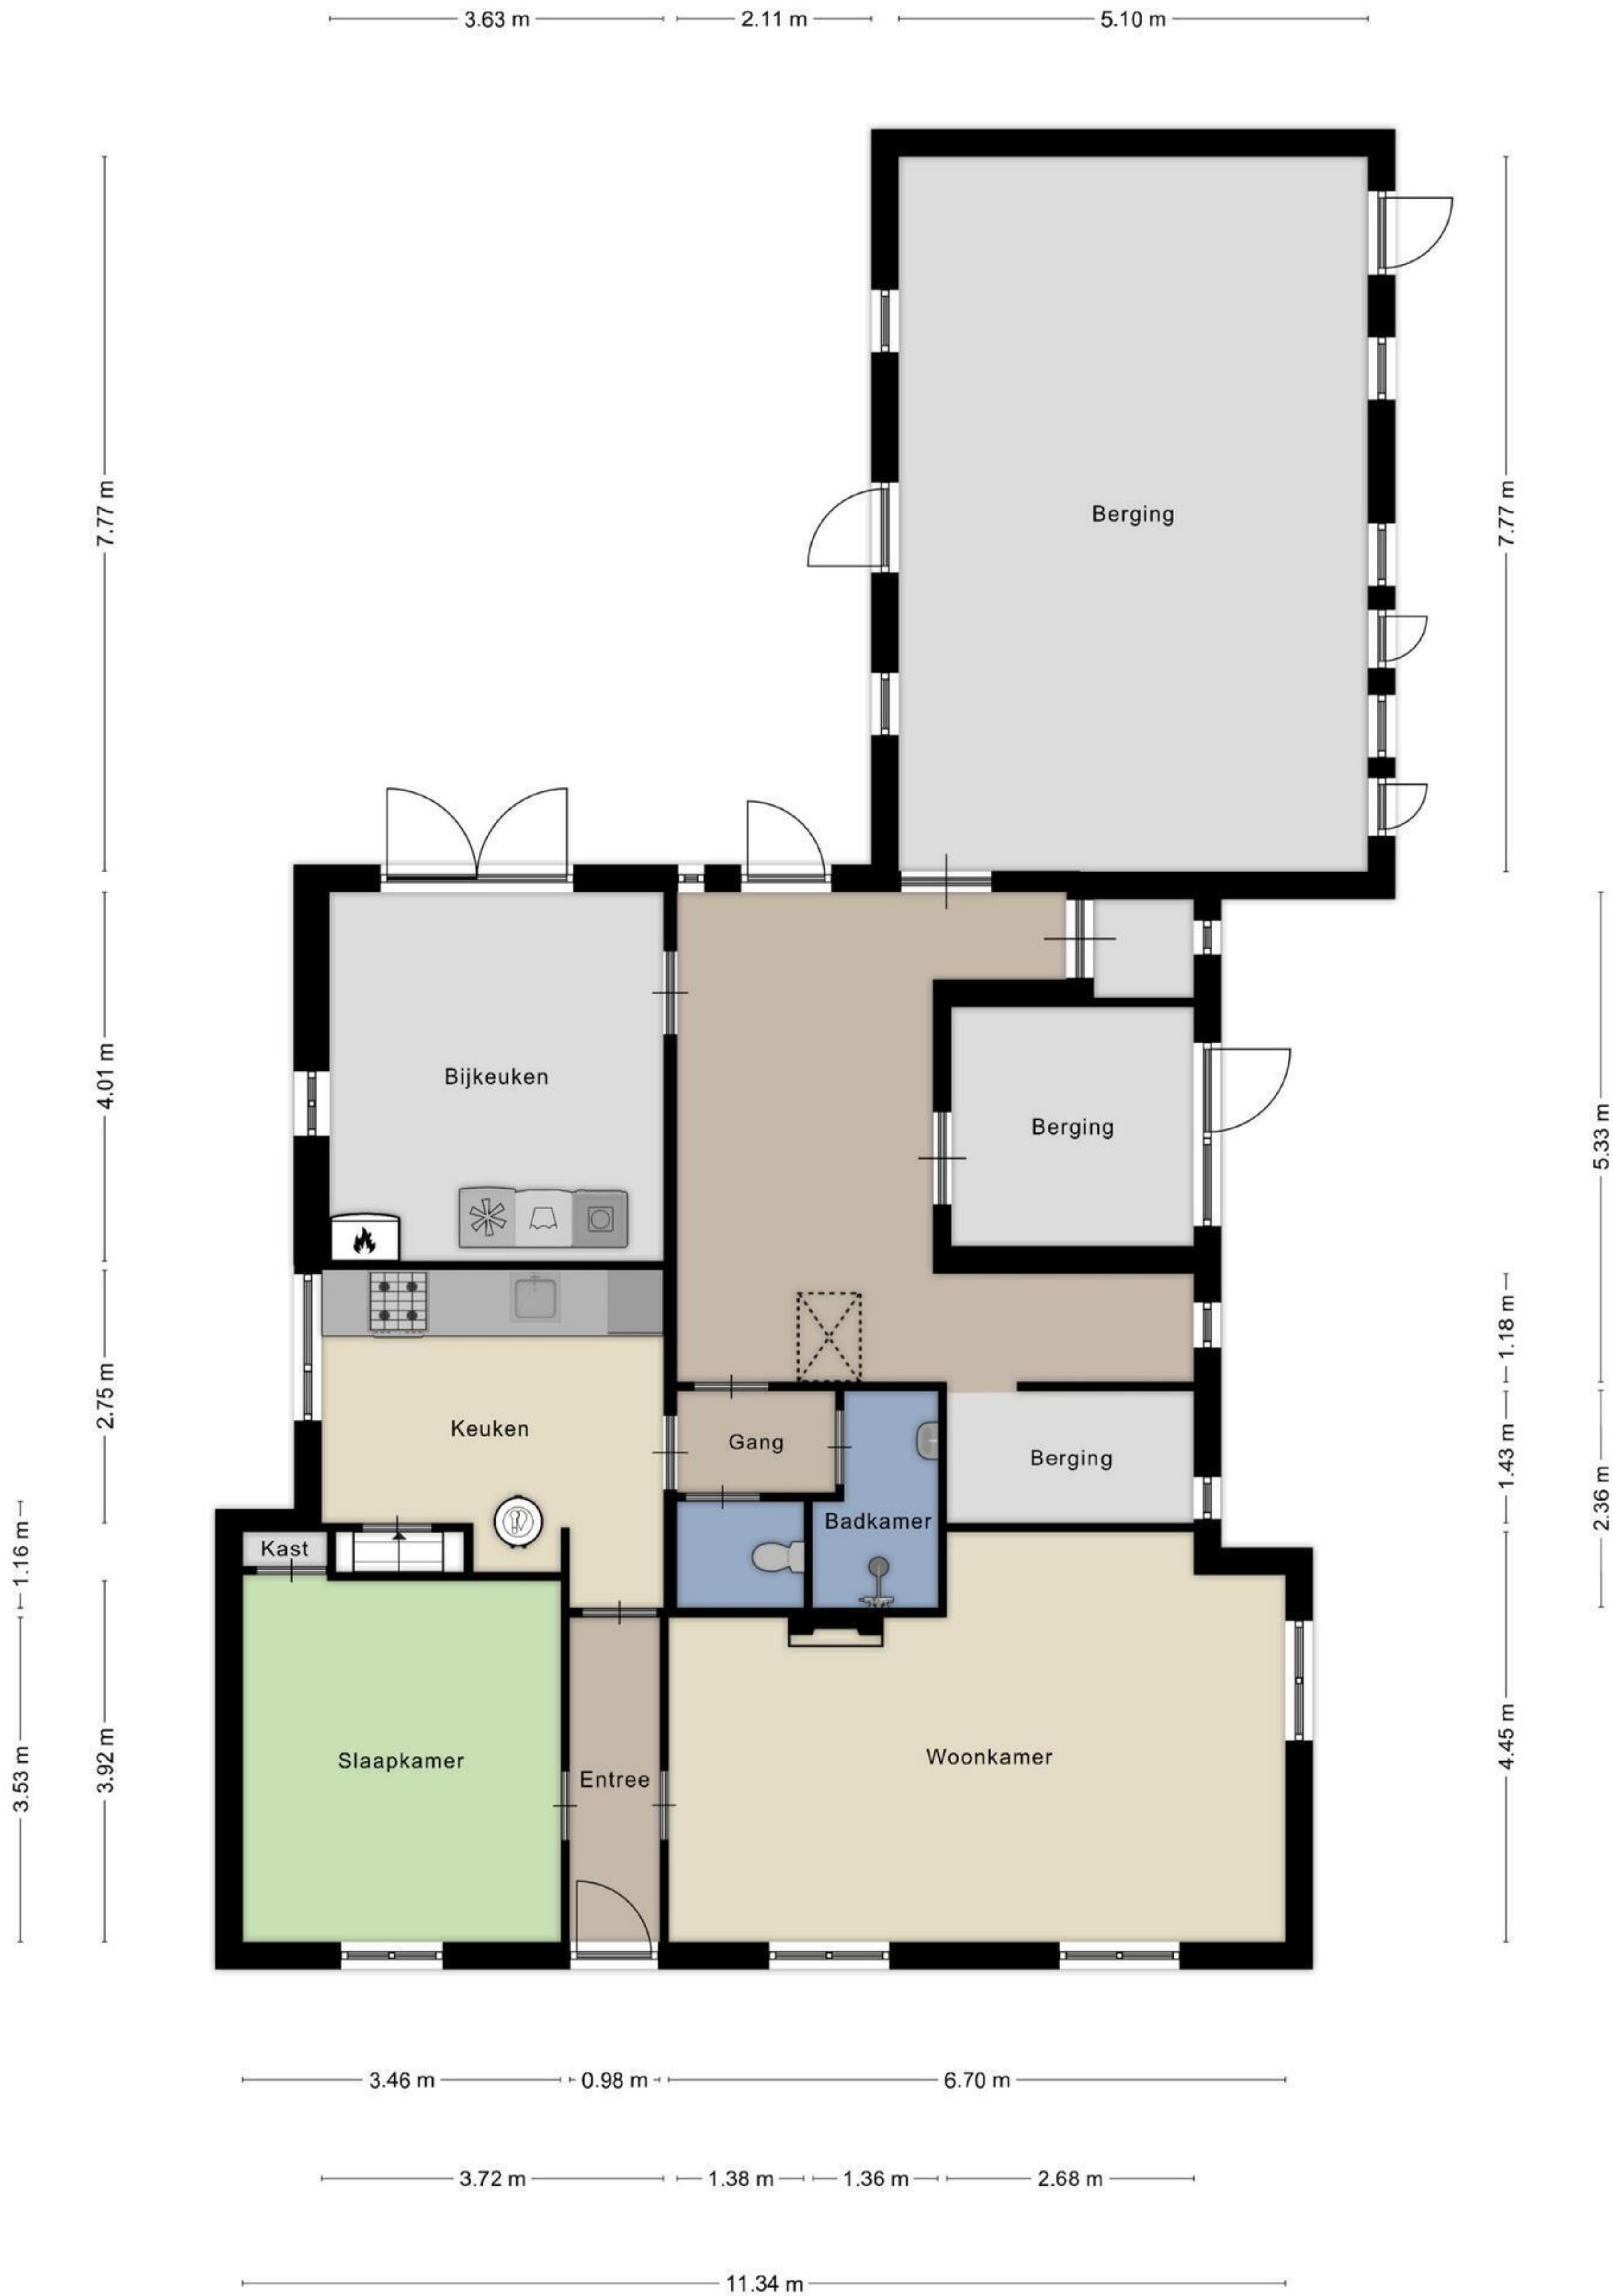 3.63 m
2.11 m
5.10 m
7.77 m
7.77 m
Berging
4.01 m
5.33 m
Bijkeuken
Berging
2.75 m
1.18 m
Keuken
Gang
Berging
1.43 m
2.36 m
Badkamer
Kast
1.16 m
3.53 m
3.92 m
Slaapkamer
Entree
Woonkamer
4.45 m
3.46 m
0.98 m
6.70 m
3.72 m
1.38 m
1.36 m
2.68 m
11.34 m